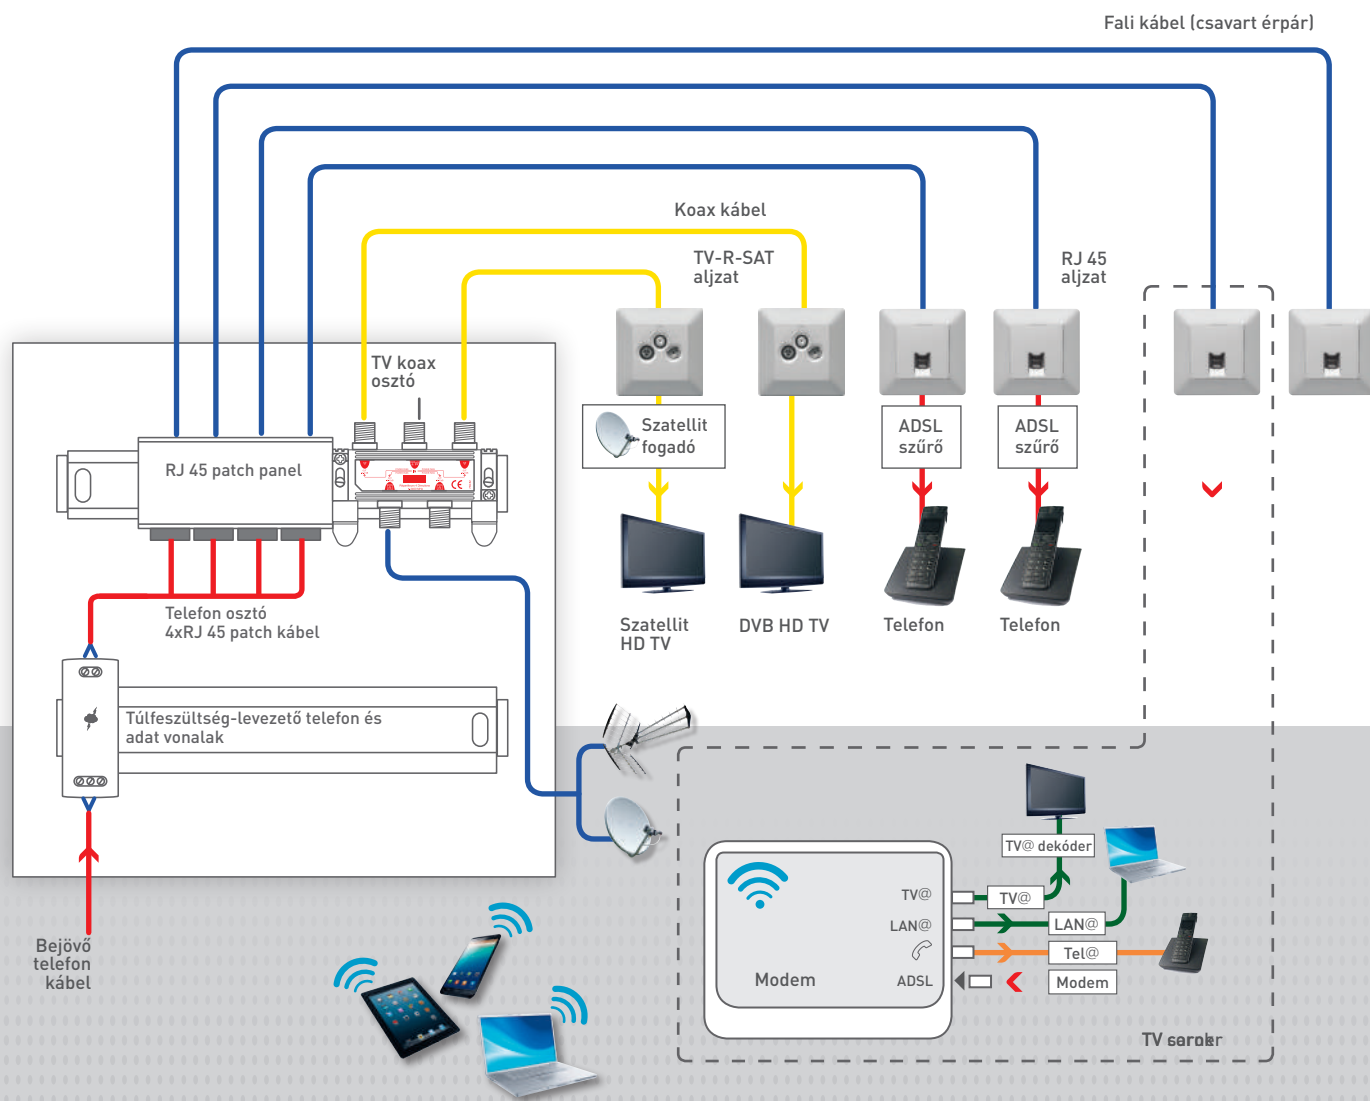 Fali kábel (csavart érpár)
Koax kábel
TV-R-SAT
aljzat
RJ 45
aljzat
TV koax
osztó
Szatellit
fogadó
ADSL
szűrő
ADSL
szűrő
RJ 45 patch panel
CE
Telefon osztó
4xRJ 45 patch kábel
Szatellit
HD TV
DVB HD TV
Telefon
Telefon
Túlfeszültség-levezető telefon és
adat vonalak
TV@ dekóder
TV@
TV@
LAN@
LAN@
Tel@
Modem
ADSL
Modem
Bejövő
telefon
kábel
TV